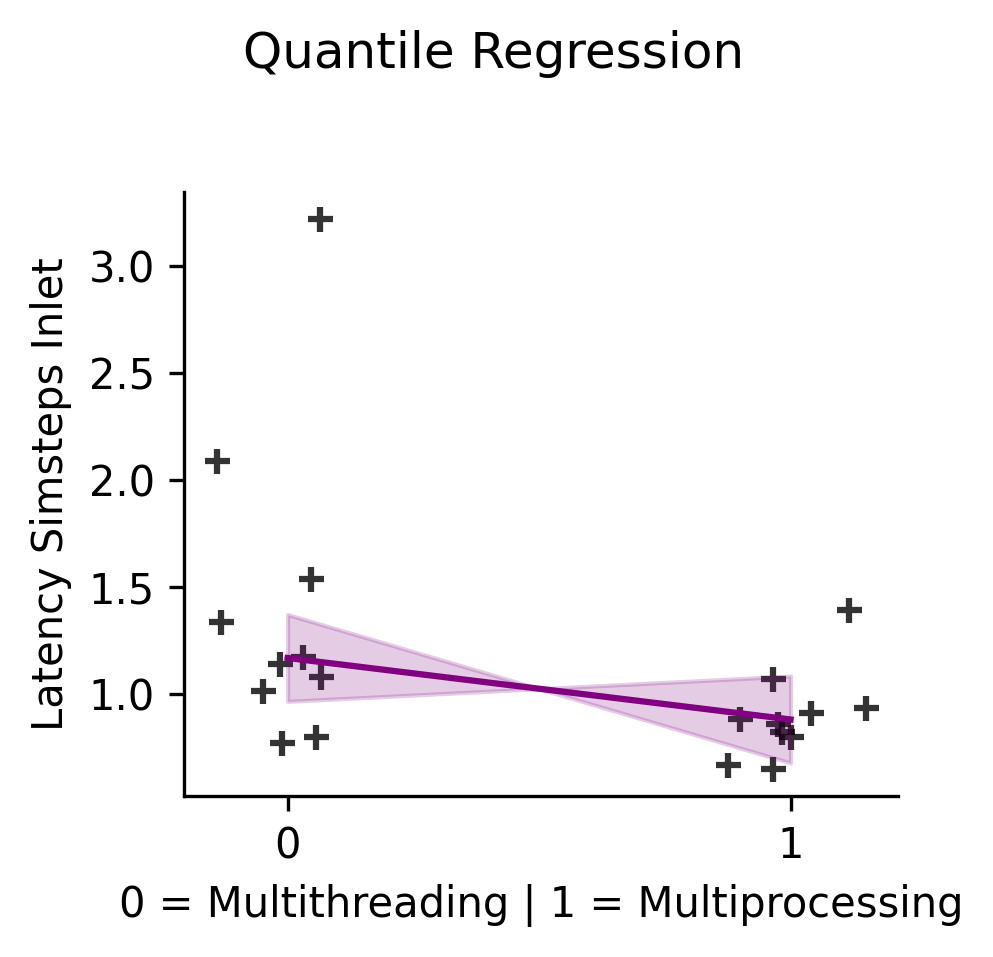 Quantile Regression
Latency Simsteps Inlet
3.0
2.5
2.0
1.5
1.0
0
1
0 = Multithreading | 1 = Multiprocessing